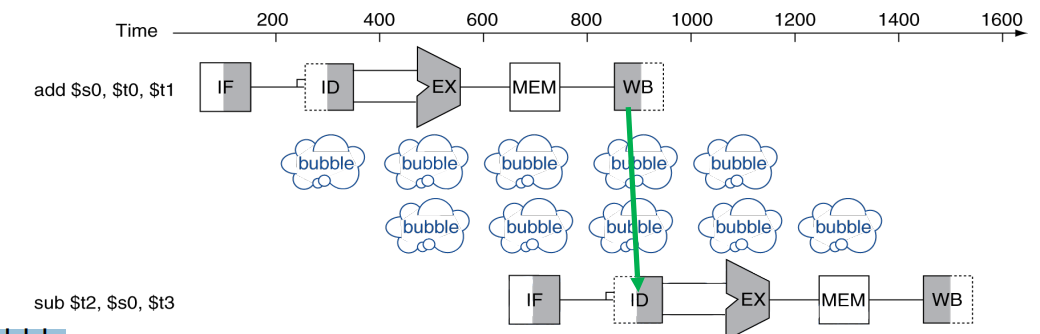 Time 200 400 600 800 1000 1200 1400 1600
add $s0, $t0, $t1 IF ID EX MEM WB
bubble bubble bubble bubble bubble
bubble bubble bubble bubble bubble
sub $t2, $s0, $t3 IF ID EX MEM WB